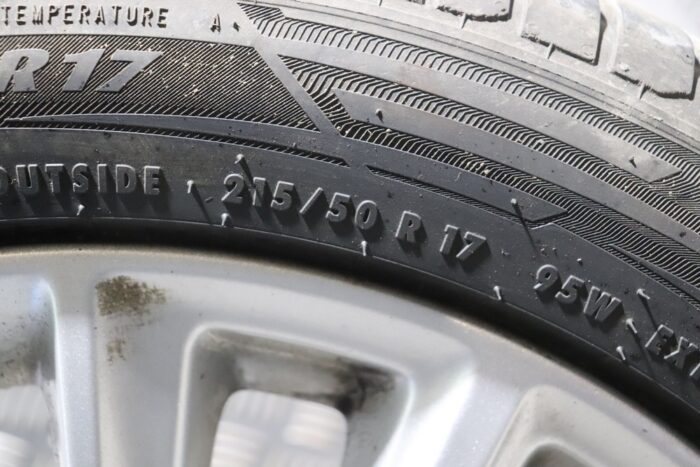 TEMPERATURE A
R17
OUTSIDE 215/50 R 17 95W